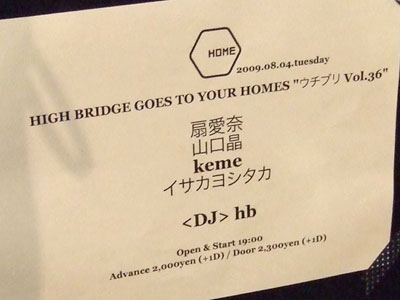 HOME
2009.08.04.tuesday
HIGH BRIDGE GOES TO YOUR HOMES "ウチブリ Vol.36"
扇愛奈
山口晶
keme
イサカヨシタカ
<DJ> hb
Open & Start 19:00
Advance 2,000yen (+1D) / Door 2,300yen (+1D)